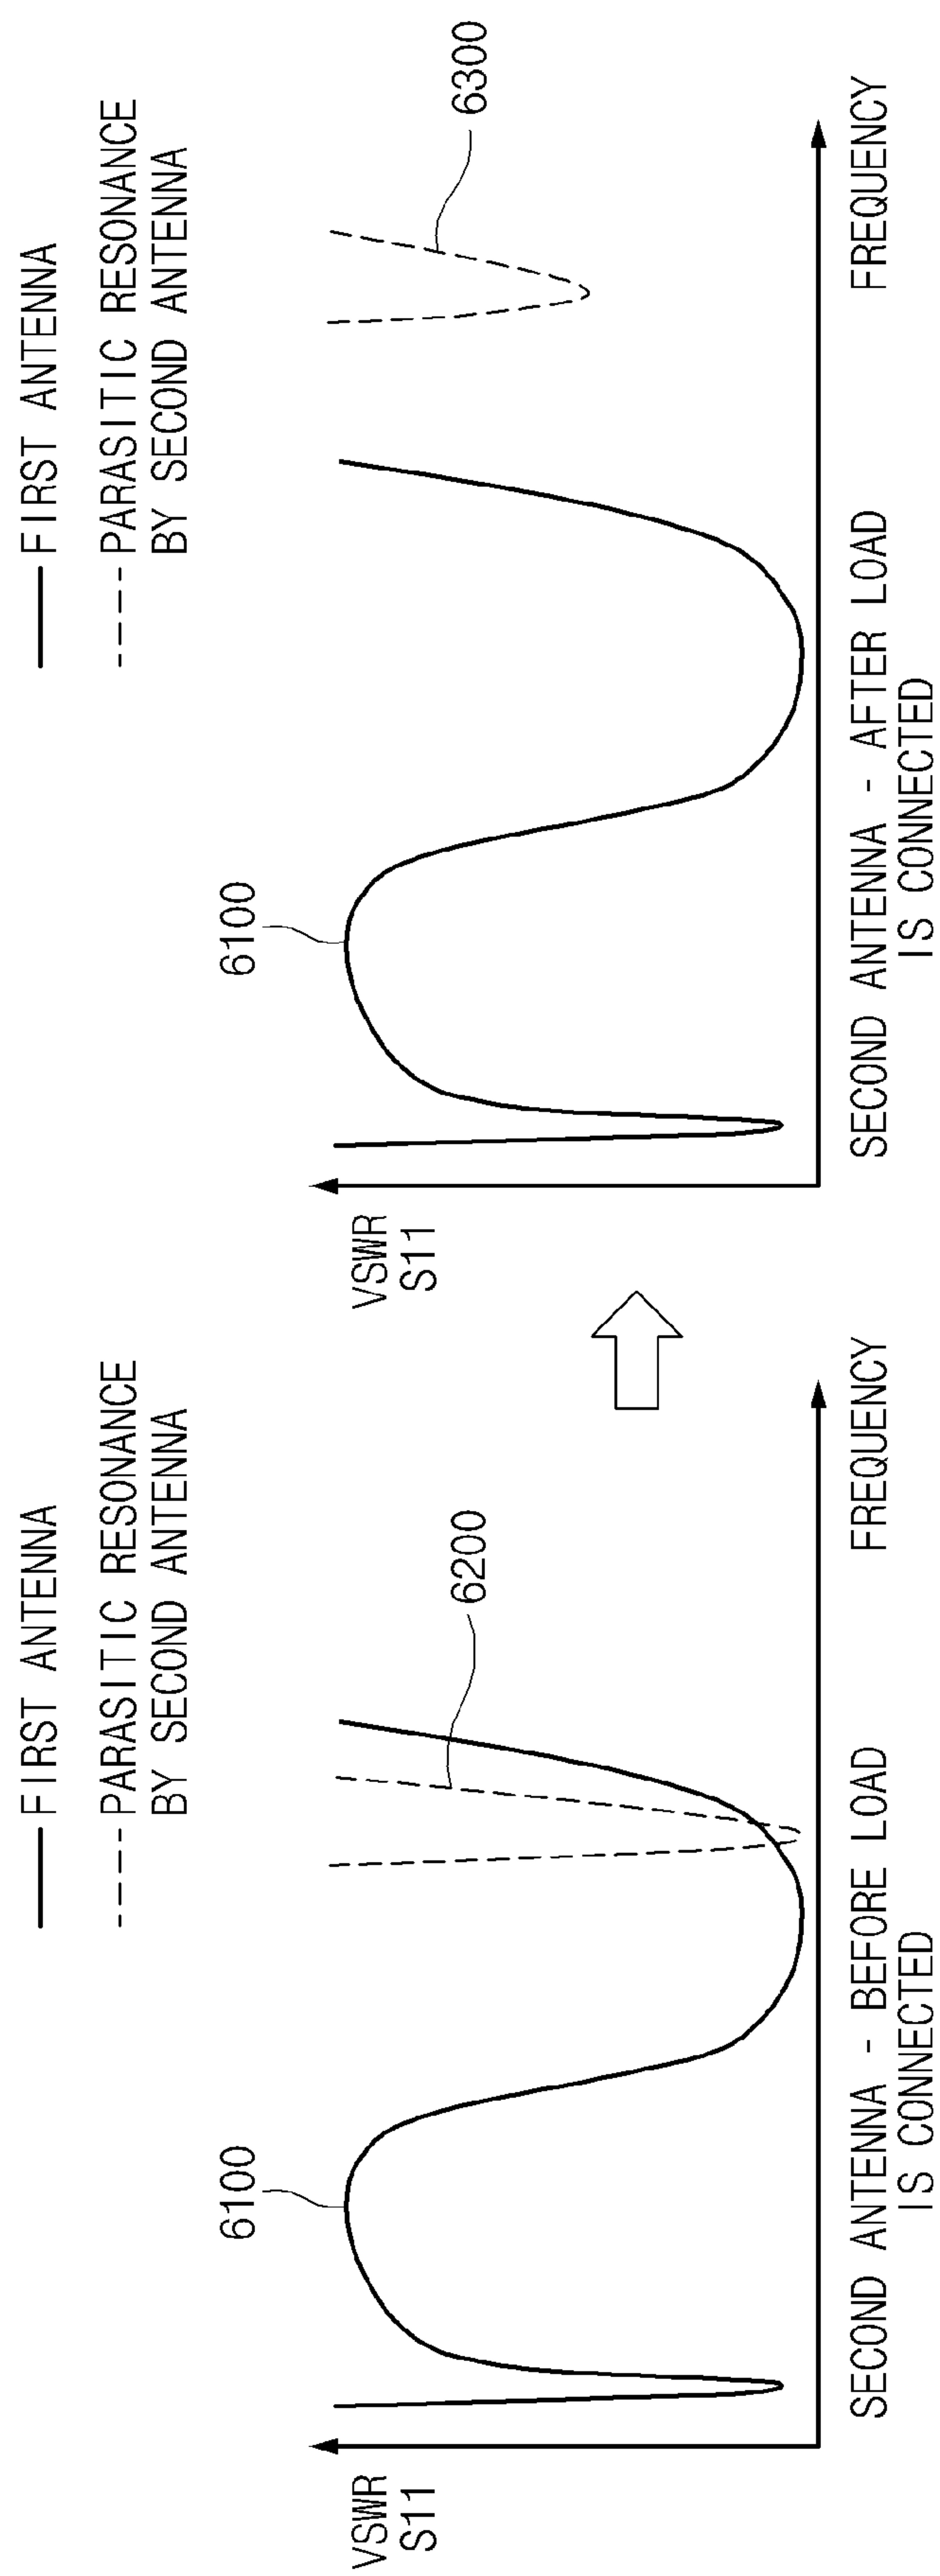 FIRST ANTENNA
PARASITIC RESONANCE
BY SECOND ANTENNA
6100
6200
VSWR
S11
FREQUENCY
SECOND ANTENNA - BEFORE LOAD
IS CONNECTED
FIRST ANTENNA
PARASITIC RESONANCE
BY SECOND ANTENNA
6100
6300
VSWR
S11
FREQUENCY
SECOND ANTENNA - AFTER LOAD
IS CONNECTED